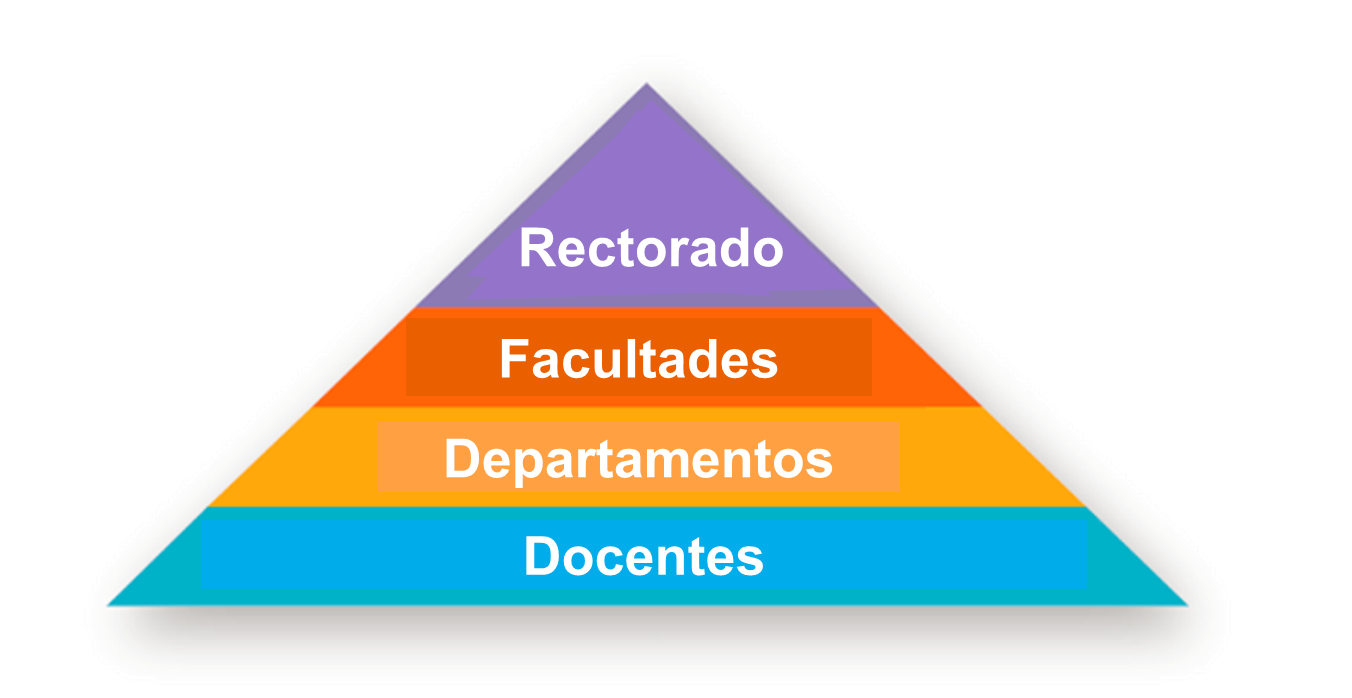 Rectorado
Facultades
Departamentos
Docentes